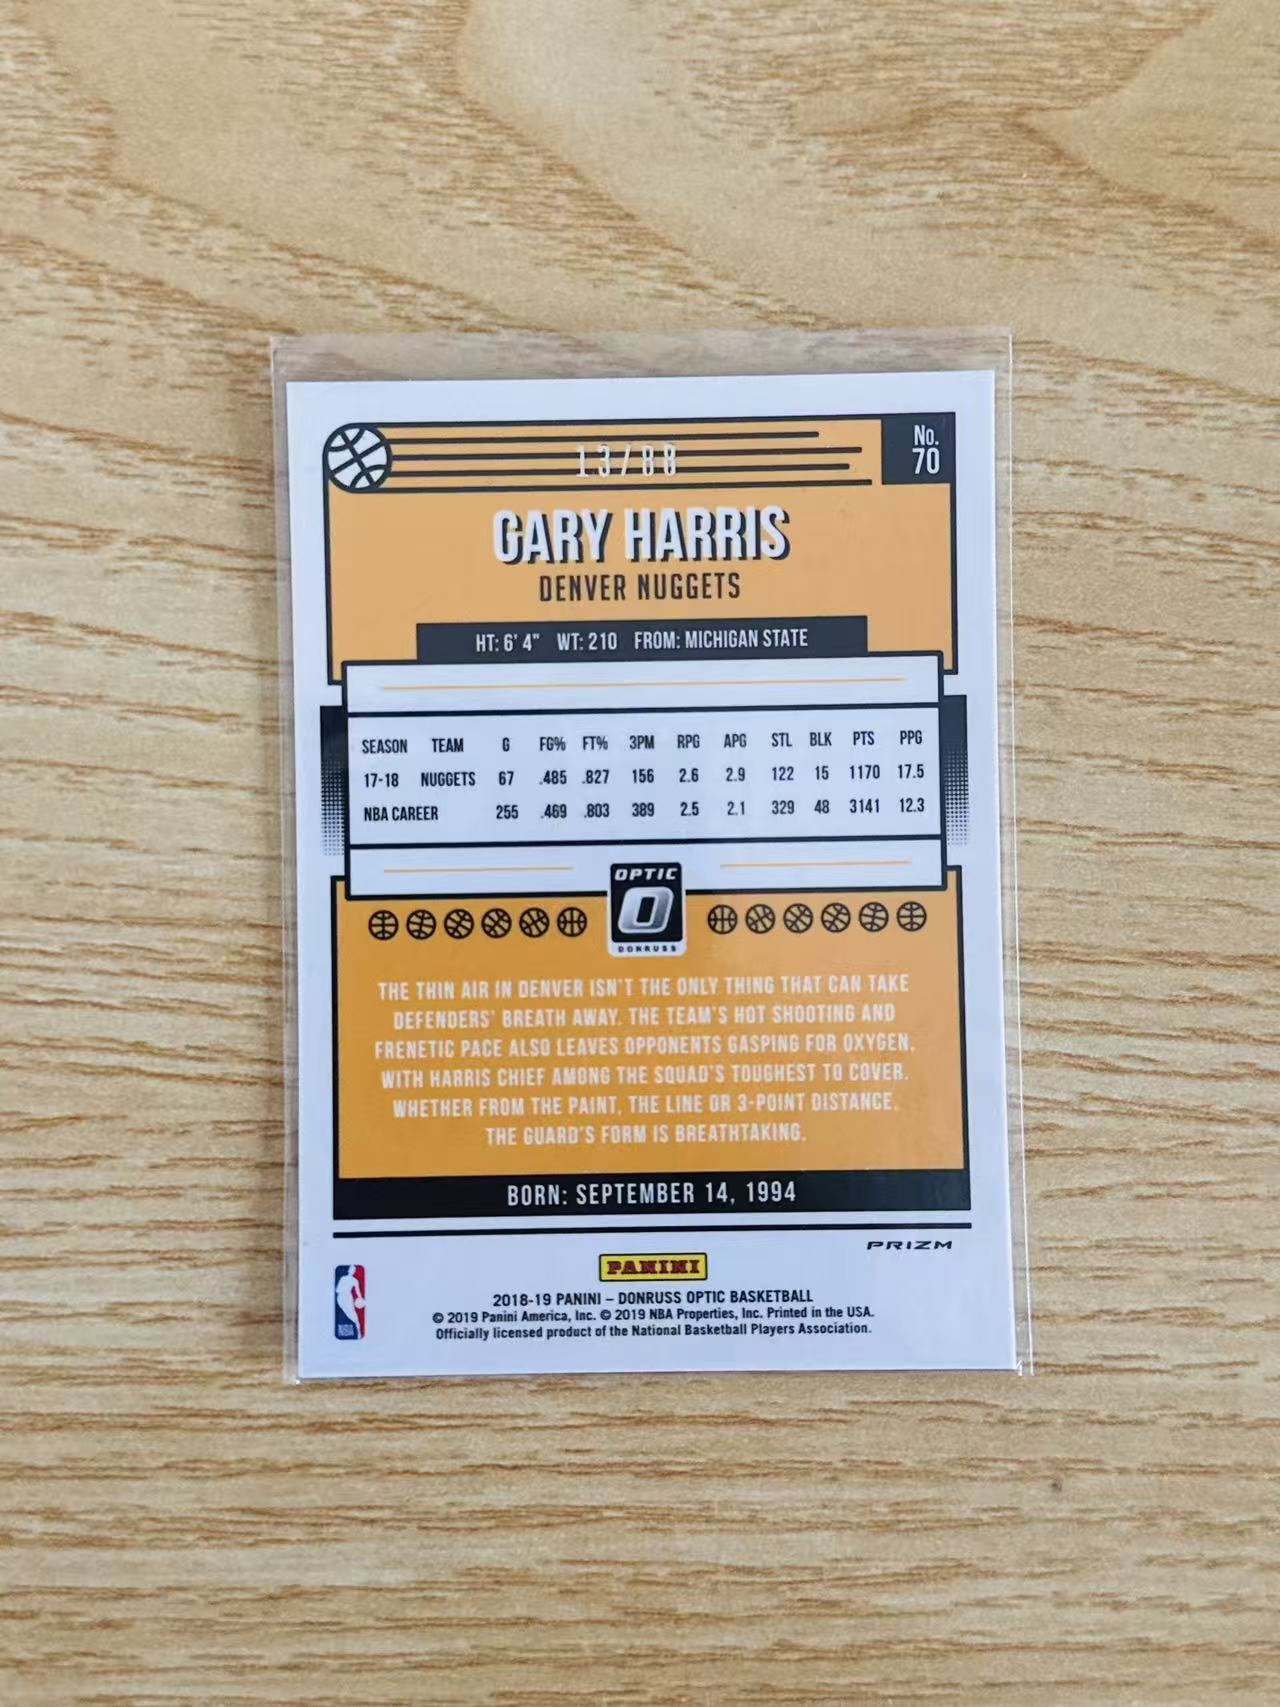 No.
70
13/88
GARY HARRIS
DENVER NUGGETS
HT: 6' 4" WT: 210 FROM: MICHIGAN STATE
SEASON TEAM G FG% FT% 3PM RPG APG STL BLK PTS PPG
17-18 NUGGETS 67 .485 .827 156 2.6 2.9 122 15 1170 17.5
NBA CAREER 255 .469 .803 389 2.5 2.1 329 48 3141 12.3
OPTIC
O
DONRUSS
THE THIN AIR IN DENVER ISN'T THE ONLY THING THAT CAN TAKE
DEFENDERS' BREATH AWAY. THE TEAM'S HOT SHOOTING AND
FRENETIC PACE ALSO LEAVES OPPONENTS GASPING FOR OXYGEN,
WITH HARRIS CHIEF AMONG THE SQUAD'S TOUGHEST TO COVER.
WHETHER FROM THE PAINT, THE LINE OR 3-POINT DISTANCE,
THE GUARD'S FORM IS BREATHTAKING.
BORN: SEPTEMBER 14, 1994
PRIZM
PANINI
NBA
2018-19 PANINI – DONRUSS OPTIC BASKETBALL
© 2019 Panini America, Inc. © 2019 NBA Properties, Inc. Printed in the USA.
Officially licensed product of the National Basketball Players Association.